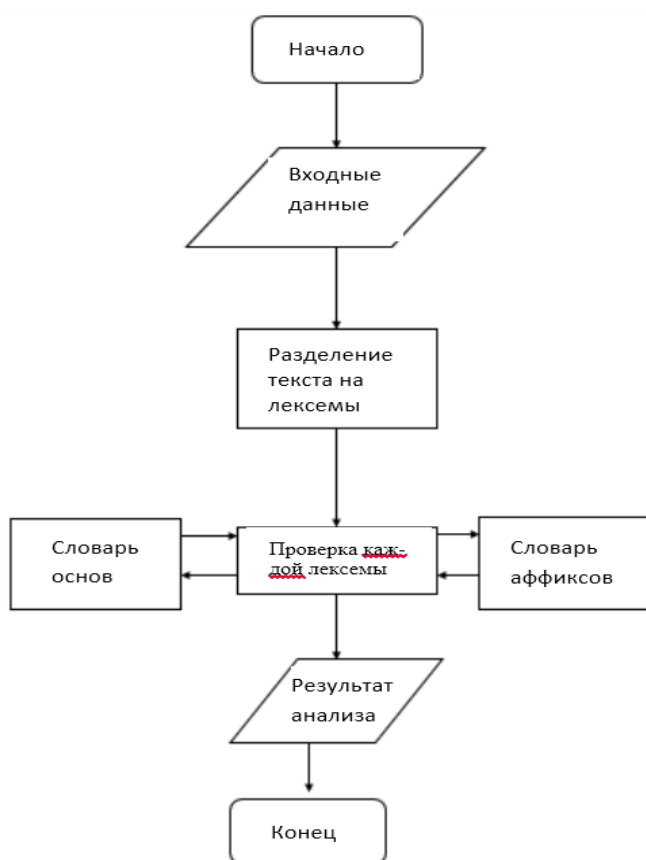 Начало
Входные
данные
Разделение
текста на
лексемы
Словарь
основ
Проверка каж-
дой лексемы
Словарь
аффиксов
Результат
анализа
Конец